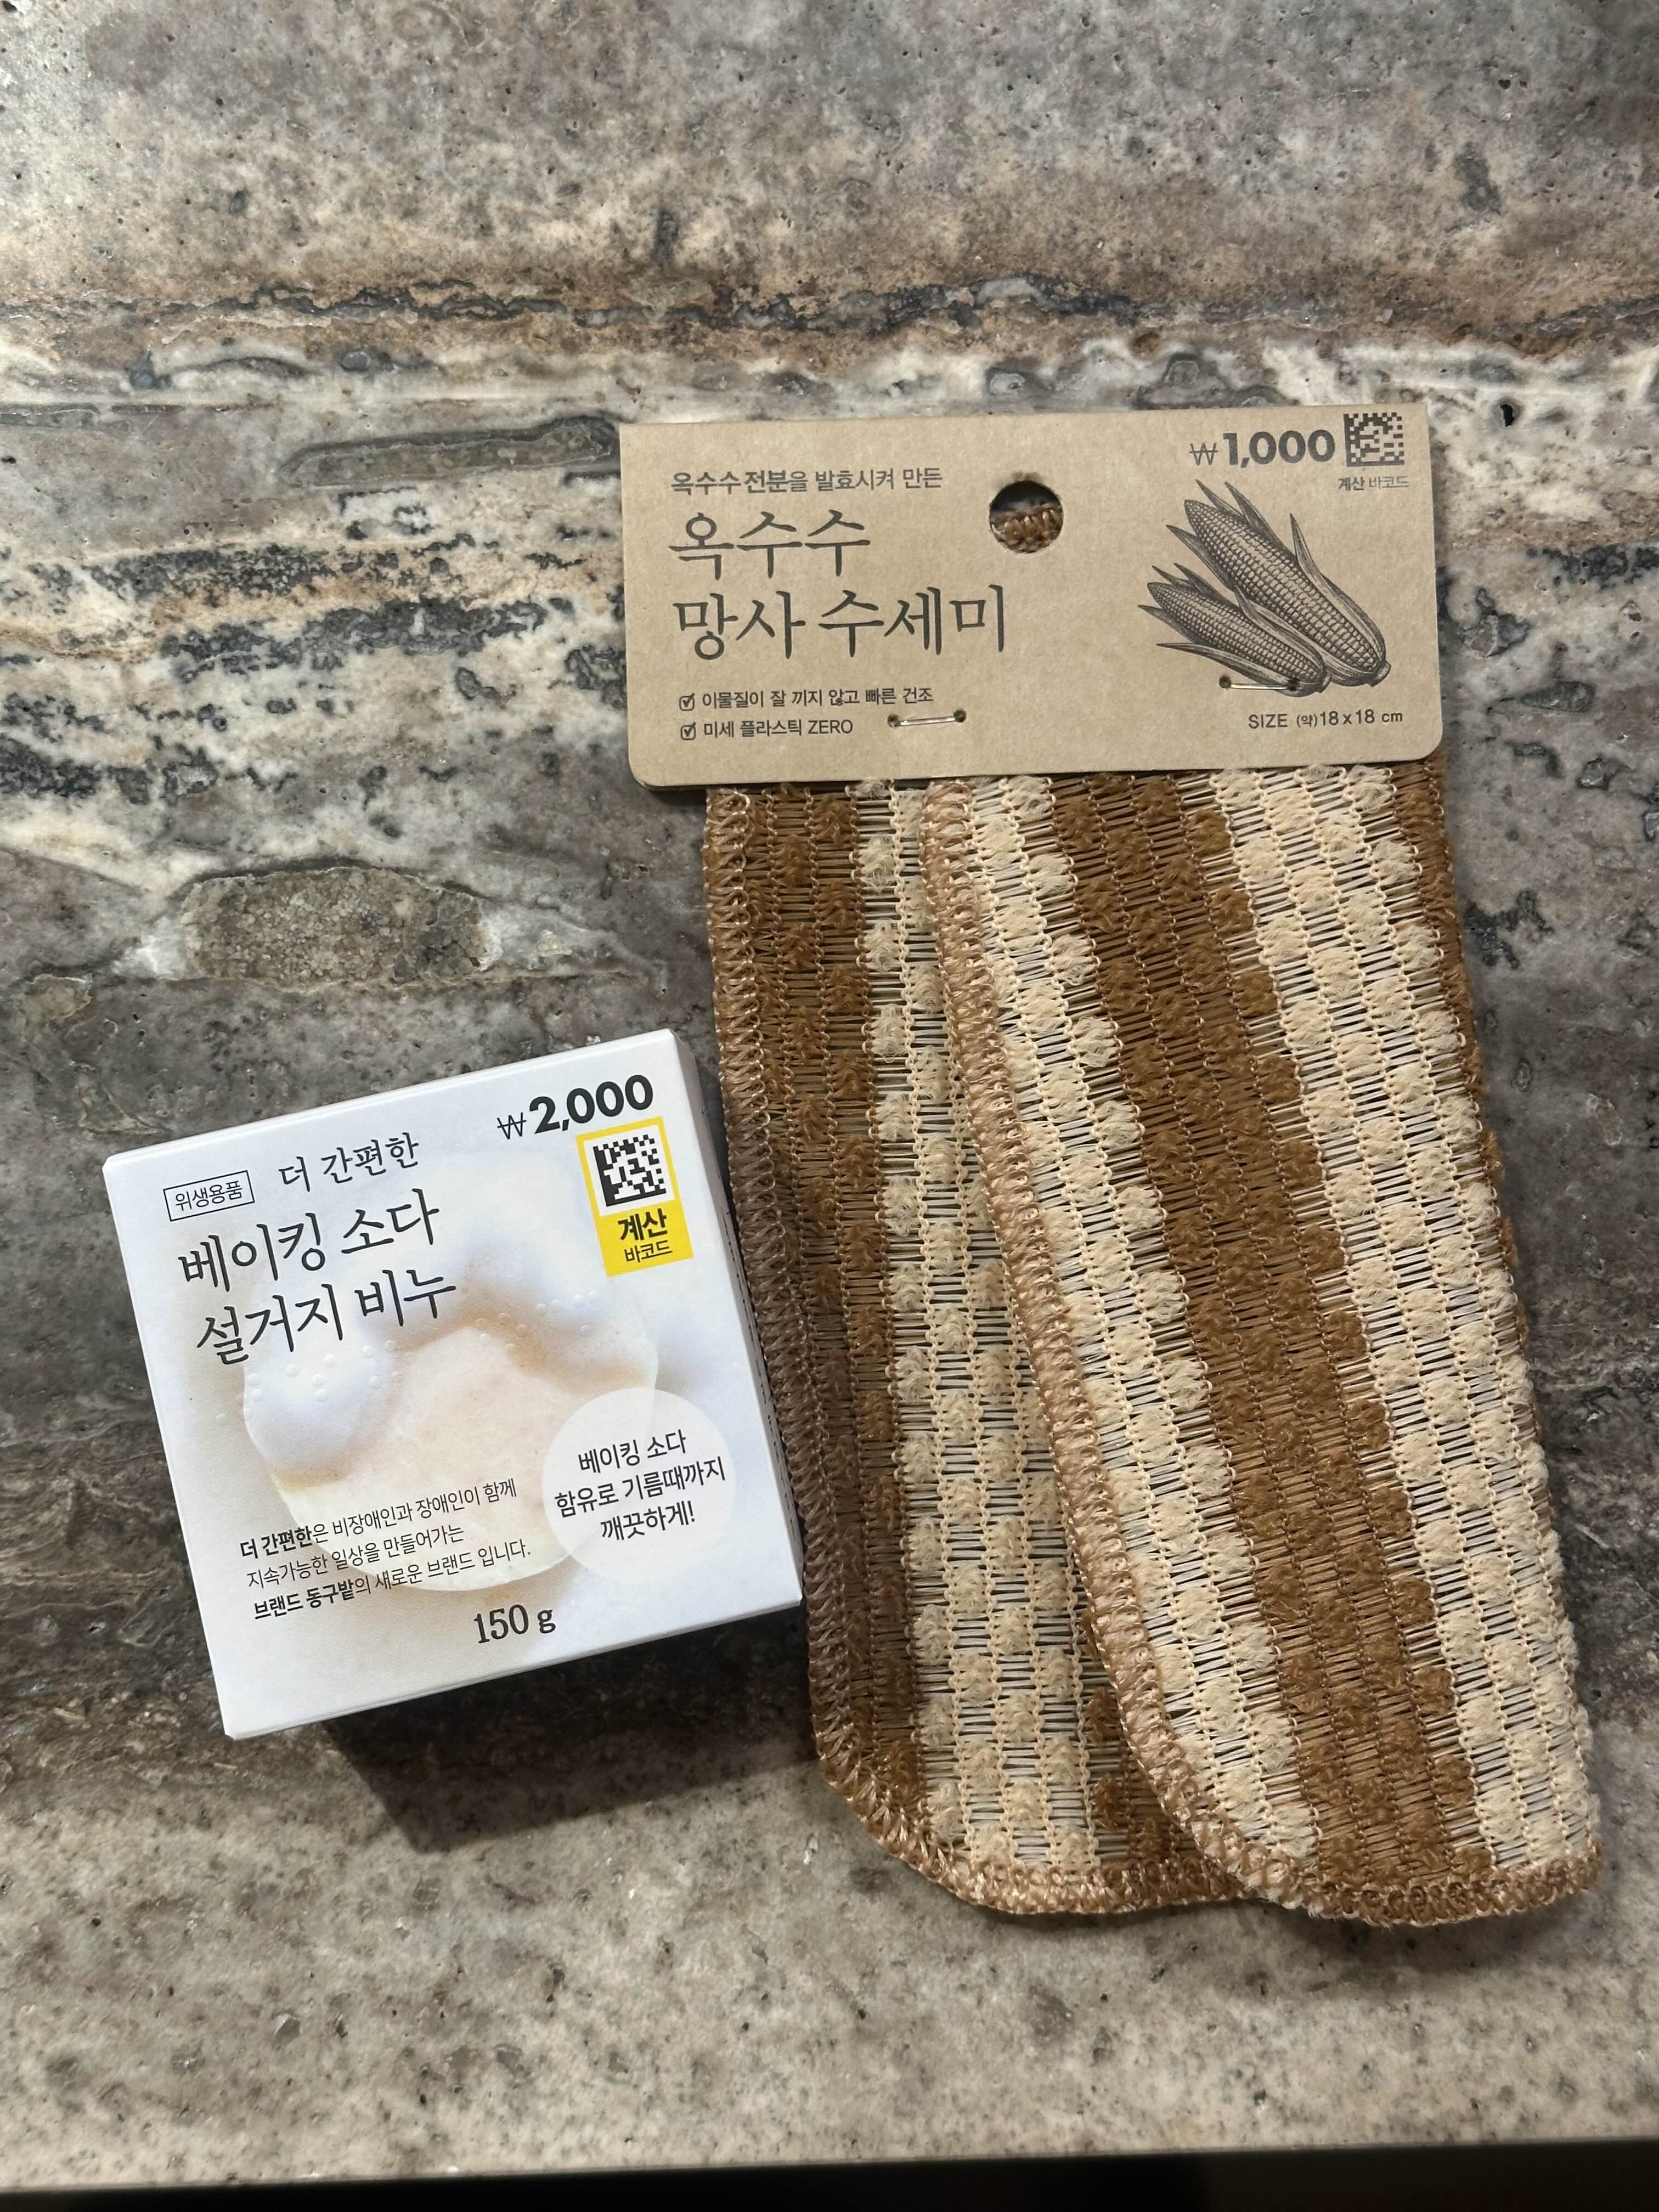 ₩1,000
계산 바코드
옥수수 전분을 발효시켜 만든
옥수수
망사 수세미
이물질이 잘 끼지 않고 빠른 건조
미세 플라스틱 ZERO
SIZE (약)18x18 cm
₩2,000
계산
바코드
위생용품
더 간편한
베이킹 소다
설거지 비누
베이킹 소다
함유로 기름때까지
깨끗하게!
더 간편한은 비장애인과 장애인이 함께
지속가능한 일상을 만들어가는
브랜드 동구밭의 새로운 브랜드 입니다.
150 g